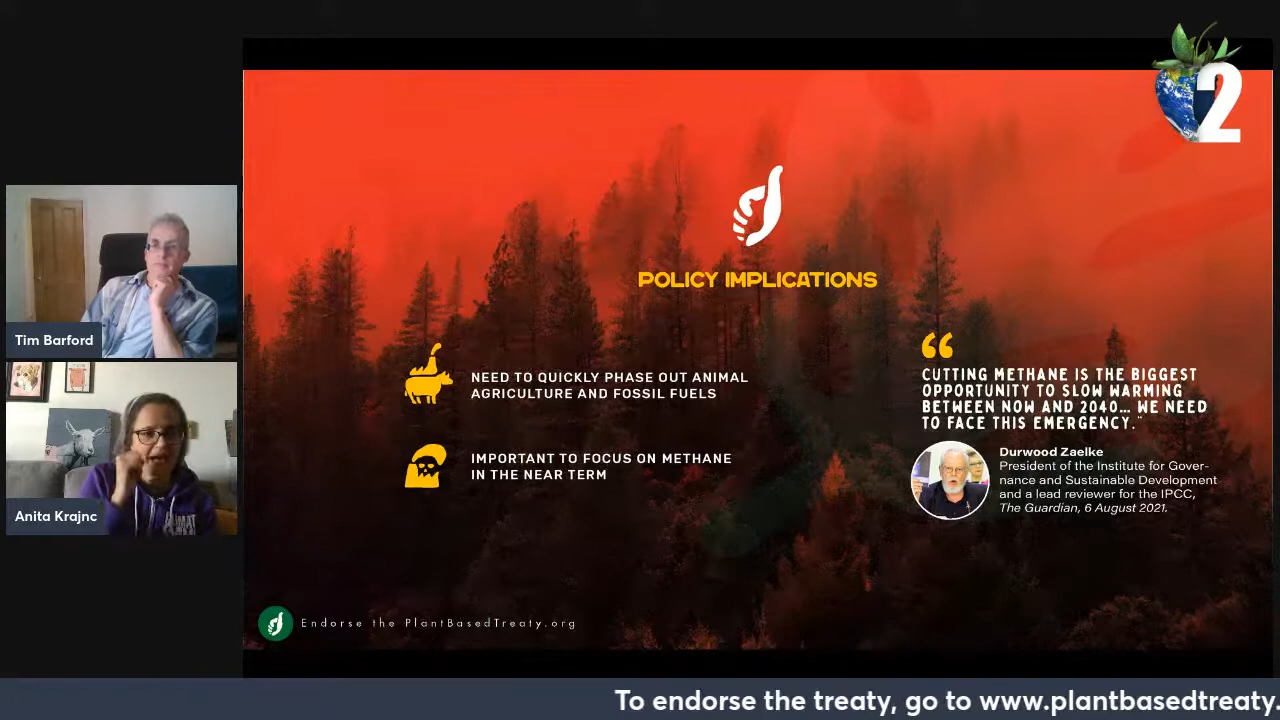 2
POLICY IMPLICATIONS
NEED TO QUICKLY PHASE OUT ANIMAL
AGRICULTURE AND FOSSIL FUELS
IMPORTANT TO FOCUS ON METHANE
IN THE NEAR TERM
“
CUTTING METHANE IS THE BIGGEST
OPPORTUNITY TO SLOW WARMING
BETWEEN NOW AND 2040... WE NEED
TO FACE THIS EMERGENCY."
Durwood Zaelke
President of the Institute for Gover-
nance and Sustainable Development
and a lead reviewer for the IPCC,
The Guardian, 6 August 2021.
Tim Barford
Anita Krajnc
Endorse the PlantBasedTreaty.org
To endorse the treaty, go to www.plantbasedtreaty.